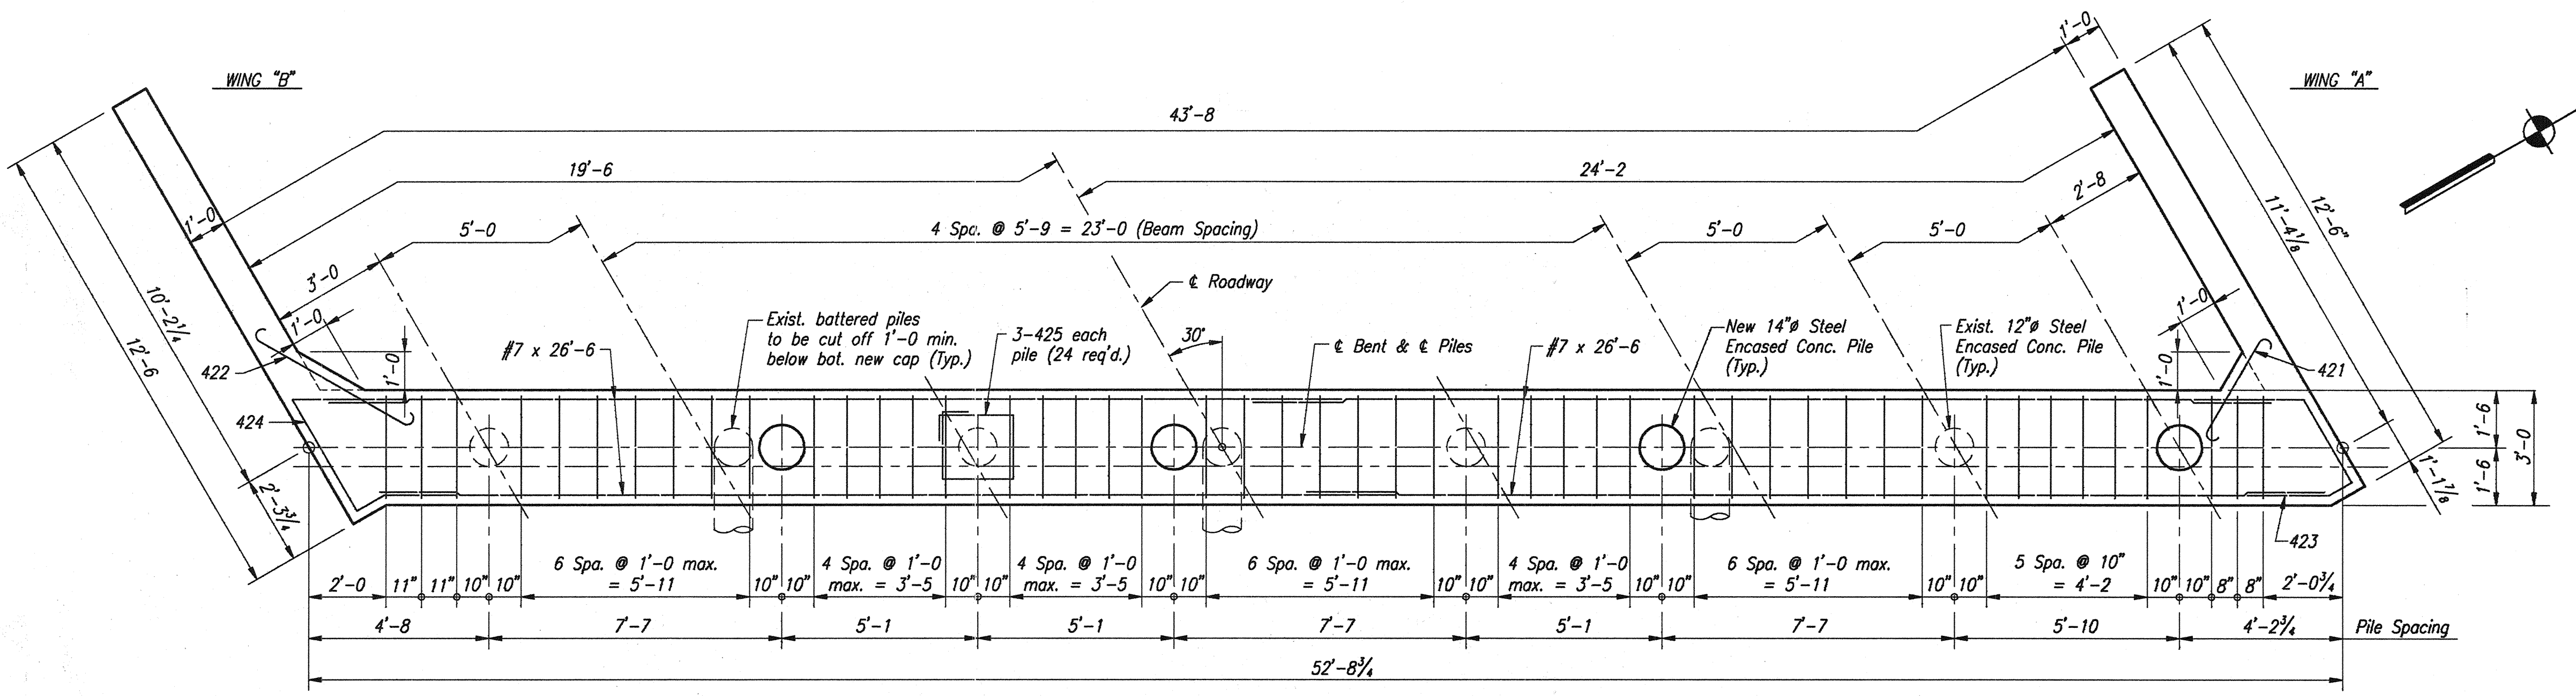 WING "B"
WING "A"
1'-0
43'-8
19'-6
24'-2
2'-8
1'-0
5'-0
4 Spa. @ 5'-9 = 23'-0 (Beam Spacing)
5'-0
5'-0
11'-4 1/8
12'-6"
3'-0
10'-2 1/4
12'-6
1'-0
1'-0
℄ Roadway
30°
Exist. battered piles
to be cut off 1'-0 min.
below bot. new cap (Typ.)
3-425 each
pile (24 req'd.)
#7 x 26'-6
℄ Bent & ℄ Piles
#7 x 26'-6
New 14"ø Steel
Encased Conc. Pile
(Typ.)
Exist. 12"ø Steel
Encased Conc. Pile
(Typ.)
1'-0
1'-0
422
421
424
423
1'-6
1'-6
3'-0
1'-1 7/8
2'-3 3/4
2'-0
11"
11"
10"
10"
6 Spa. @ 1'-0 max.
= 5'-11
10"
10"
4 Spa. @ 1'-0
max. = 3'-5
10"
10"
4 Spa. @ 1'-0
max. = 3'-5
10"
10"
6 Spa. @ 1'-0 max.
= 5'-11
10"
10"
4 Spa. @ 1'-0
max. = 3'-5
10"
10"
6 Spa. @ 1'-0 max.
= 5'-11
10"
10"
5 Spa. @ 10"
= 4'-2
10"
10"
8"
8"
2'-0 3/4
4'-8
7'-7
5'-1
5'-1
7'-7
5'-1
7'-7
5'-10
4'-2 3/4
Pile Spacing
52'-8 3/4